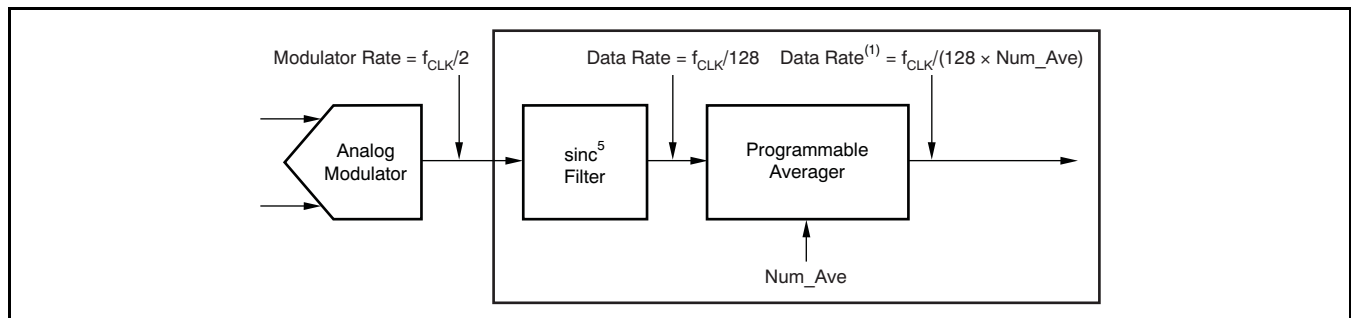 Modulator Rate = fCLK/2
Data Rate = fCLK/128
Data Rate(1) = fCLK/(128 × Num_Ave)
Analog
Modulator
sinc5
Filter
Programmable
Averager
Num_Ave